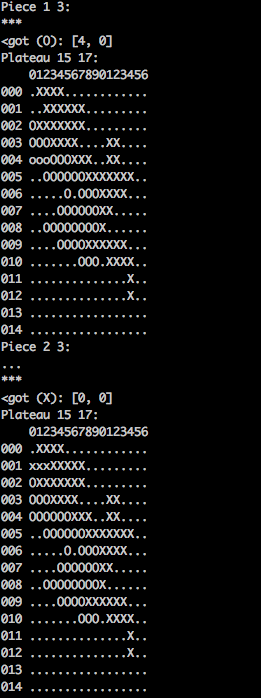 Piece 1 3:
***
<got (O): [4, 0]
Plateau 15 17:
    01234567890123456
000 .XXXX............
001 ..XXXXXX.........
002 OXXXXXXX.........
003 OOOXXXX....XX....
004 oooOOOXXX..XX....
005 ..OOOOOOXXXXXXX..
006 .....O.OOOXXXX...
007 ....OOOOOOXX.....
008 ..OOOOOOOOX......
009 ....OOOOXXXXXX...
010 .......OOO.XXXX..
011 ..............X..
012 ..............X..
013 .................
014 .................
Piece 2 3:
...
***
<got (X): [0, 0]
Plateau 15 17:
    01234567890123456
000 .XXXX............
001 xxxXXXXX.........
002 OXXXXXXX.........
003 OOOXXXX....XX....
004 OOOOOOXXX..XX....
005 ..OOOOOOXXXXXXX..
006 .....O.OOOXXXX...
007 ....OOOOOOXX.....
008 ..OOOOOOOOX......
009 ....OOOOXXXXXX...
010 .......OOO.XXXX..
011 ..............X..
012 ..............X..
013 .................
014 .................